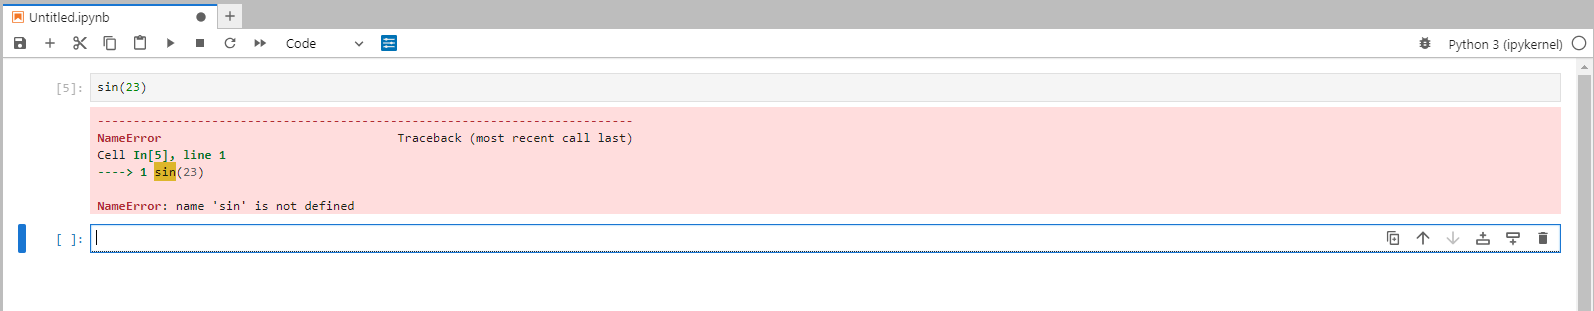 Untitled.ipynb
Code
Python 3 (ipykernel)
[5]: sin(23)
---------------------------------------------------------------------------
NameError                                 Traceback (most recent call last)
Cell In[5], line 1
----> 1 sin(23)
NameError: name 'sin' is not defined
[ ]: